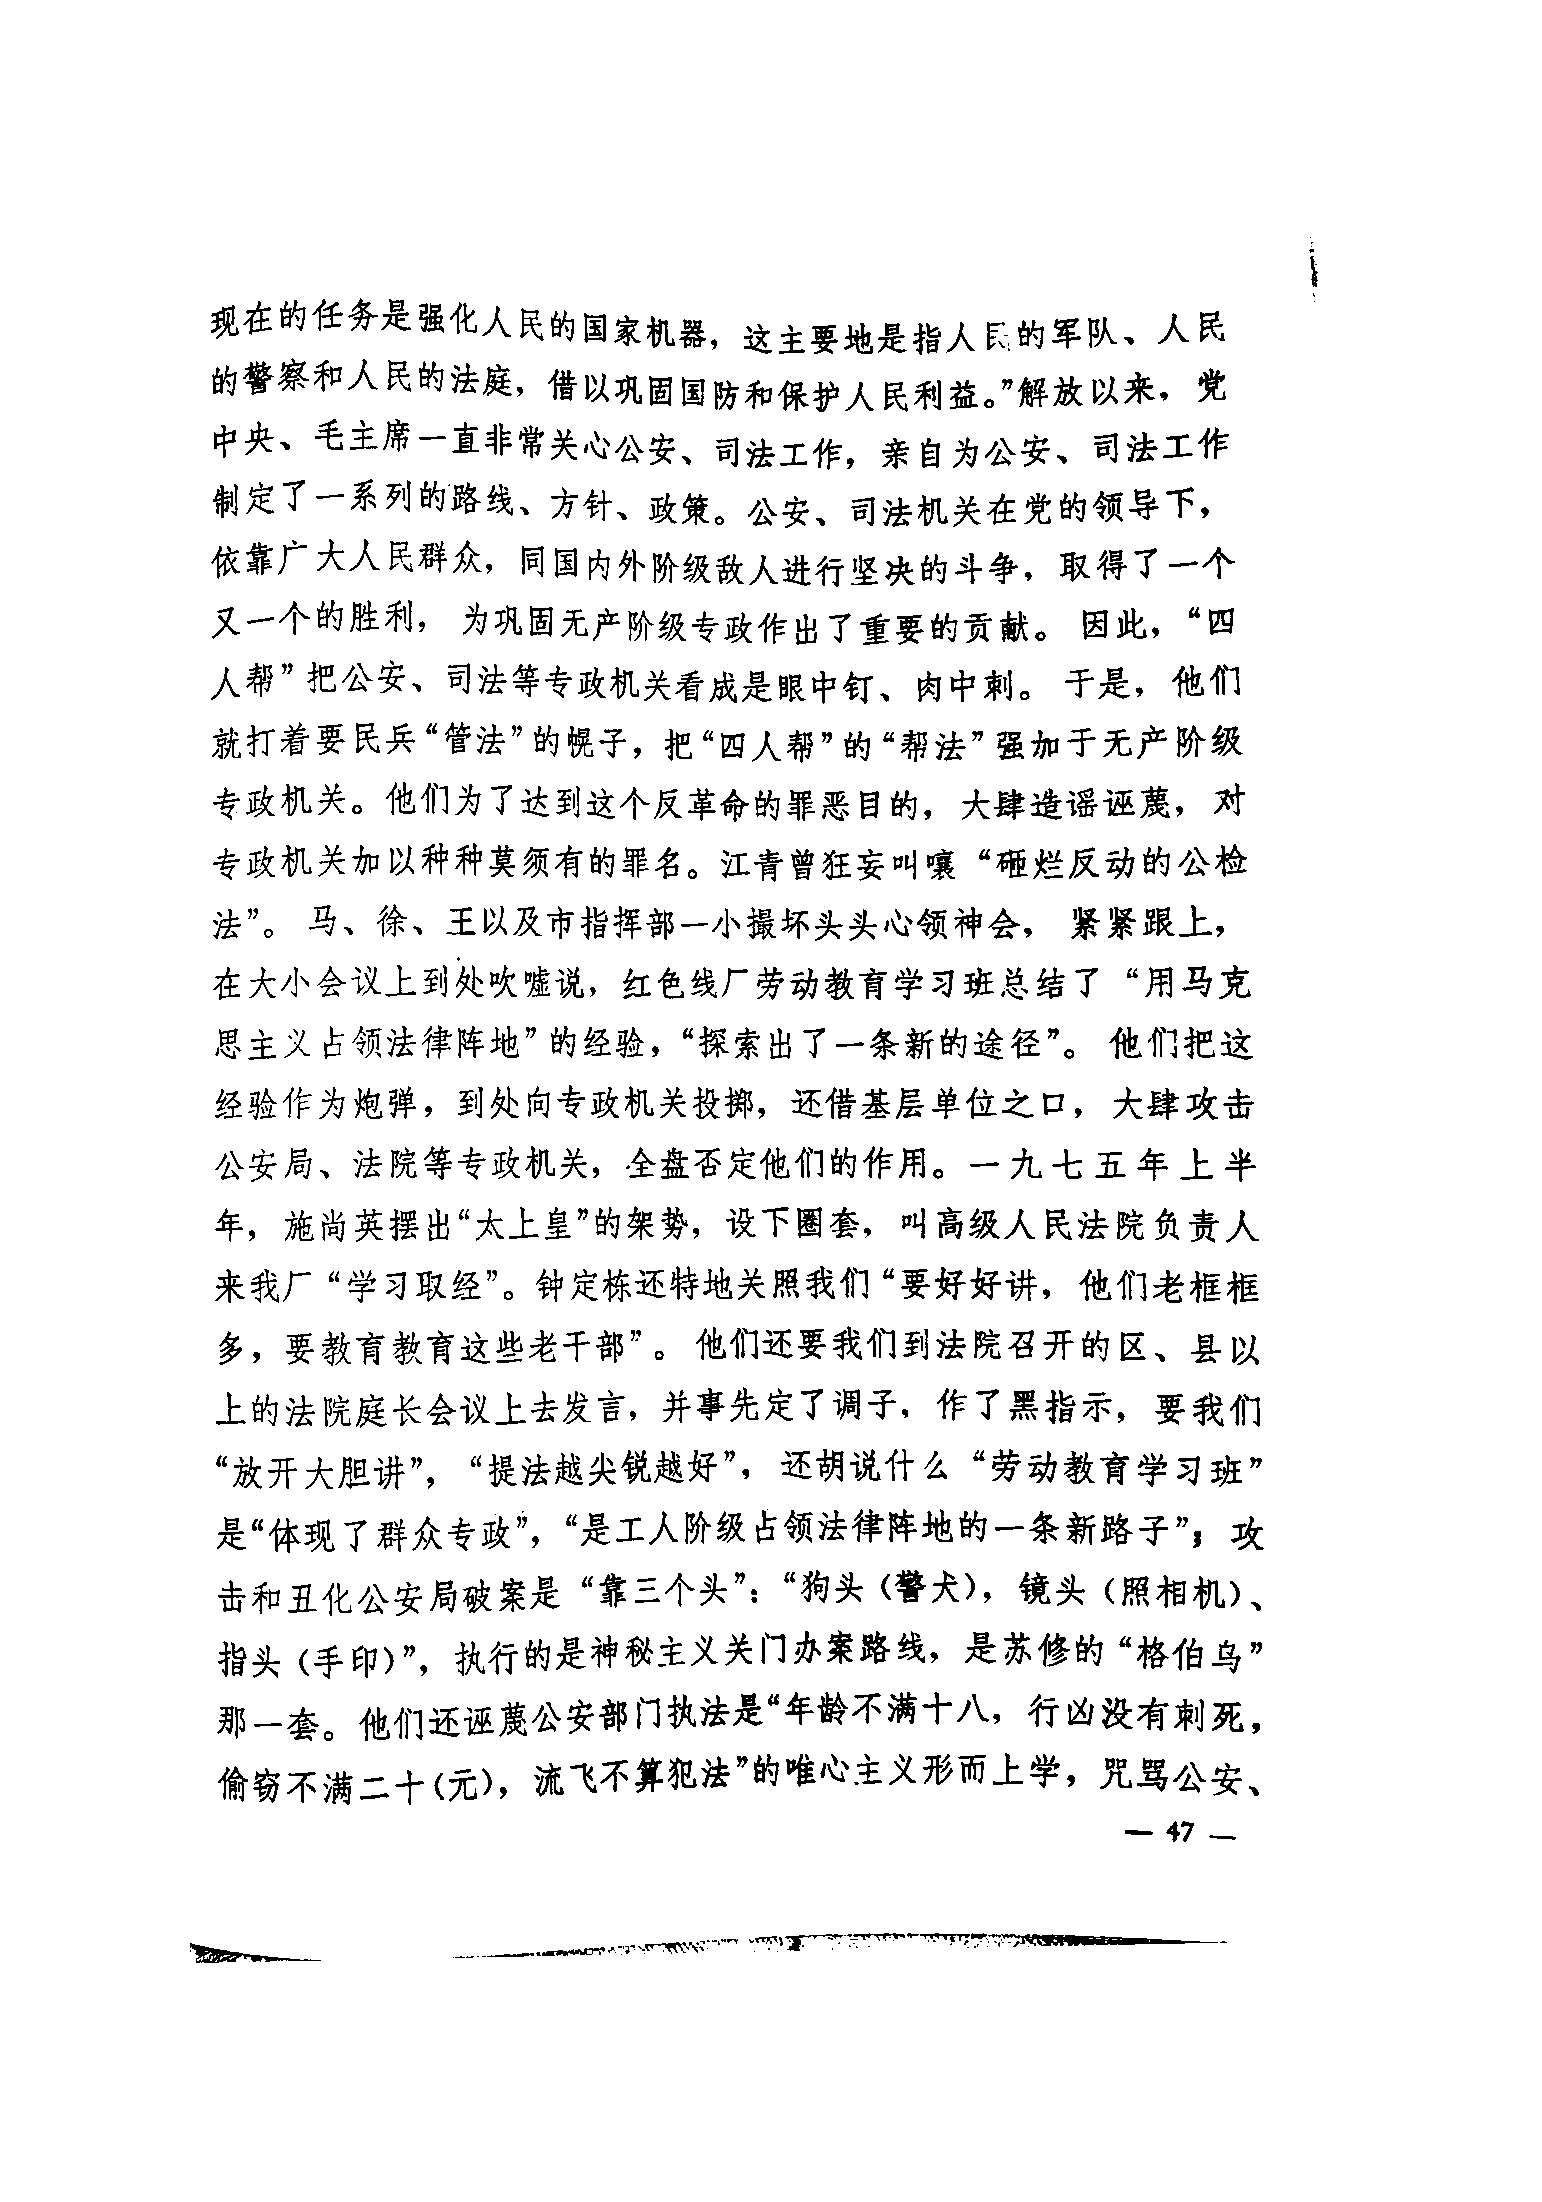 现在的任务是强化人民的国家机器，这主要地是指人民的军队、人民
的警察和人民的法庭，借以巩固国防和保护人民利益。”解放以来，党
中央、毛主席一直非常关心公安、司法工作，亲自为公安、司法工作
制定了一系列的路线、方针、政策。公安、司法机关在党的领导下，
依靠广大人民群众，同国内外阶级敌人进行坚决的斗争，取得了一个
又一个的胜利，为巩固无产阶级专政作出了重要的贡献。因此，“四
人帮”把公安、司法等专政机关看成是眼中钉、肉中刺。于是，他们
就打着要民兵“管法”的幌子，把“四人帮”的“帮法”强加于无产阶级
专政机关。他们为了达到这个反革命的罪恶目的，大肆造谣诬蔑，对
专政机关加以种种莫须有的罪名。江青曾狂妄叫嚷“砸烂反动的公检
法”。马、徐、王以及市指挥部一小撮坏头头心领神会，紧紧跟上，
在大小会议上到处吹嘘说，红色线厂劳动教育学习班总结了“用马克
思主义占领法律阵地”的经验，“探索出了一条新的途径”。他们把这
经验作为炮弹，到处向专政机关投掷，还借基层单位之口，大肆攻击
公安局、法院等专政机关，全盘否定他们的作用。一九七五年上半
年，施尚英摆出“太上皇”的架势，设下圈套，叫高级人民法院负责人
来我厂“学习取经”。钟定栋还特地关照我们“要好好讲，他们老框框
多，要教育教育这些老干部”。他们还要我们到法院召开的区、县以
上的法院庭长会议上去发言，并事先定了调子，作了黑指示，要我们
“放开大胆讲”，“提法越尖锐越好”，还胡说什么“劳动教育学习班”
是“体现了群众专政”，“是工人阶级占领法律阵地的一条新路子”；攻
击和丑化公安局破案是“靠三个头”：“狗头（警犬），镜头（照相机）、
指头（手印）”，执行的是神秘主义关门办案路线，是苏修的“格伯乌”
那一套。他们还诬蔑公安部门执法是“年龄不满十八，行凶没有刺死，
偷窃不满二十(元)，流飞不算犯法”的唯心主义形而上学，咒骂公安、
— 47 —